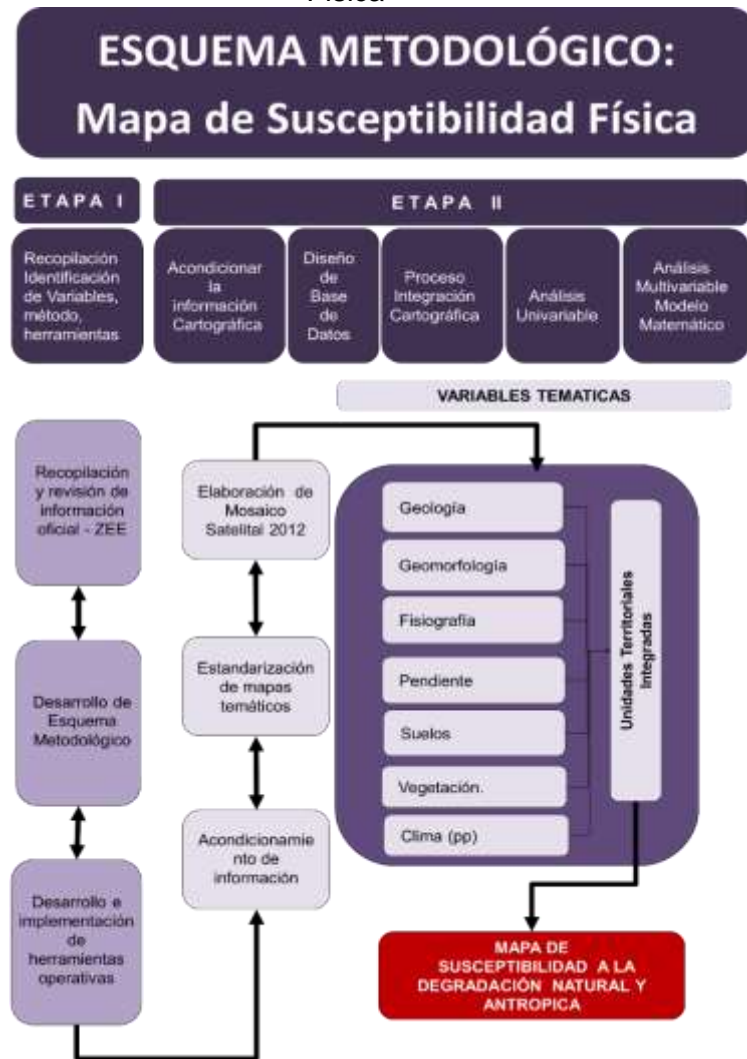 Física
ESQUEMA METODOLÓGICO:
Mapa de Susceptibilidad Física
ETAPA I
ETAPA II
Recopilación
Identificación
de Variables,
método,
herramientas
Acondicionar
la
información
Cartográfica
Diseño
de
Base
de
Datos
Proceso
Integración
Cartográfica
Análisis
Univariable
Análisis
Multivariable
Modelo
Matemático
VARIABLES TEMATICAS
Recopilación
y revisión de
información
oficial - ZEE
Desarrollo de
Esquema
Metodológico
Desarrollo e
implementación
de
herramientas
operativas
Elaboración de
Mosaico
Satelital 2012
Estandarización
de mapas
temáticos
Acondicionamie
nto de
información
Geología
Geomorfología
Fisiografía
Pendiente
Suelos
Vegetación.
Clima (pp)
Unidades Territoriales
Integradas
MAPA DE
SUSCEPTIBILIDAD A LA
DEGRADACIÓN NATURAL Y
ANTROPICA